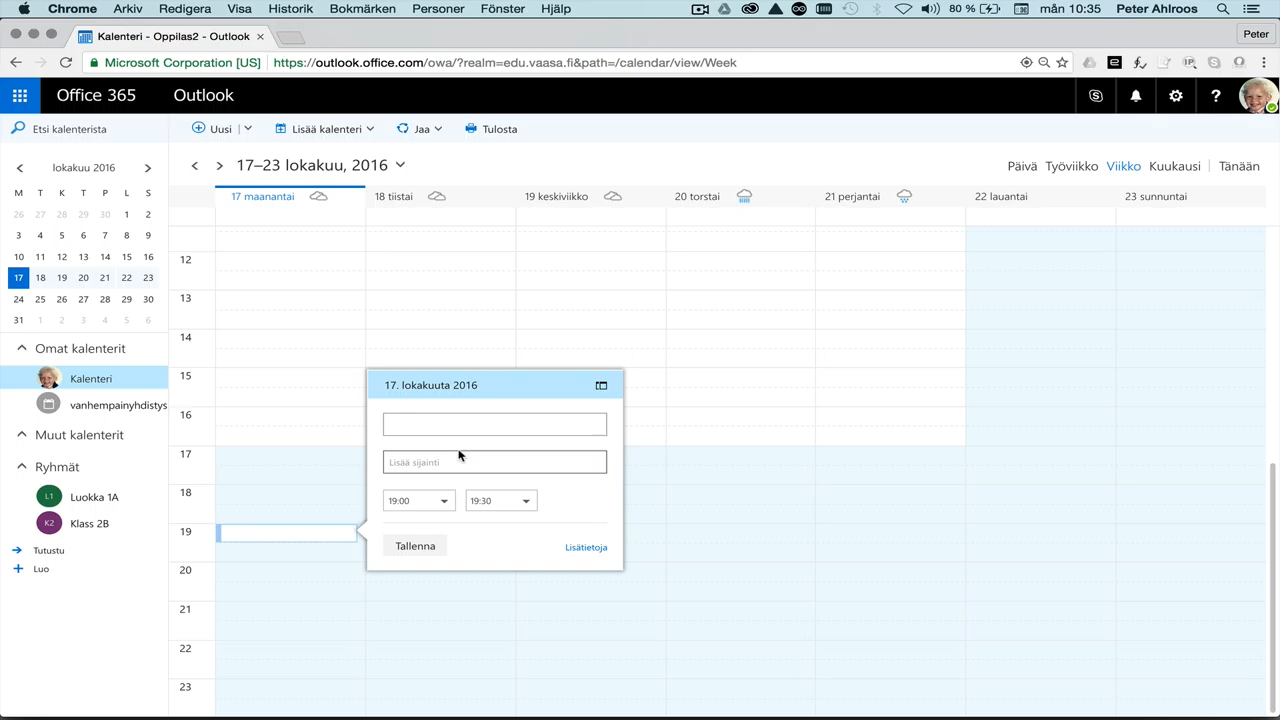 Chrome Arkiv Redigera Visa Historik Bokmärken Personer Fönster Hjälp 80 % mån 10:35 Peter Ahlroos
Kalenteri - Oppilas2 - Outlook Peter
Microsoft Corporation [US] https://outlook.office.com/owa/?realm=edu.vaasa.fi&path=/calendar/view/Week
Office 365 Outlook
Etsi kalenterista Uusi Lisää kalenteri Jaa Tulosta
lokakuu 2016 17–23 lokakuu, 2016 Päivä Työviikko Viikko Kuukausi Tänään
M T K T P L S 17 maanantai 18 tiistai 19 keskiviikko 20 torstai 21 perjantai 22 lauantai 23 sunnuntai
26 27 28 29 30 1 2
3 4 5 6 7 8 9
10 11 12 13 14 15 16
17 18 19 20 21 22 23
24 25 26 27 28 29 30
31 1 2 3 4 5 6
Omat kalenterit
Kalenteri
vanhempainyhdistys
Muut kalenterit
Ryhmät
L1 Luokka 1A
K2 Klass 2B
Tutustu
Luo
12
13
14
15
16
17
18
19
20
21
22
23
17. lokakuuta 2016
Lisää sijainti
19:00 19:30
Tallenna Lisätietoja